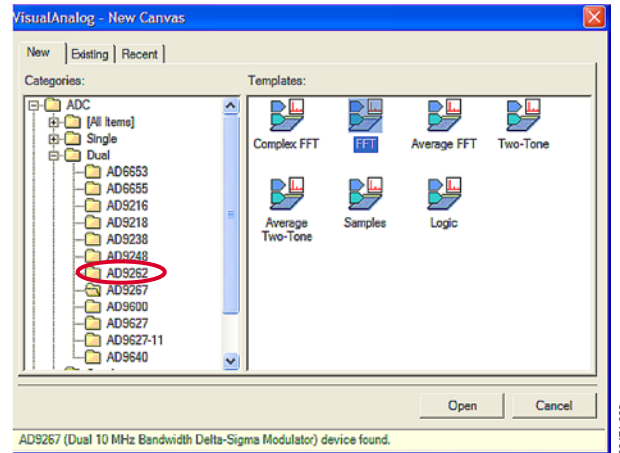 VisualAnalog - New Canvas
New
Existing
Recent
Categories:
Templates:
ADC
[All Items]
Single
Dual
AD6653
AD6655
AD9216
AD9218
AD9238
AD9248
AD9262
AD9267
AD9600
AD9627
AD9627-11
AD9640
Complex FFT
FFT
Average FFT
Two-Tone
Average
Two-Tone
Samples
Logic
Open
Cancel
AD9267 (Dual 10 MHz Bandwidth Delta-Sigma Modulator) device found.